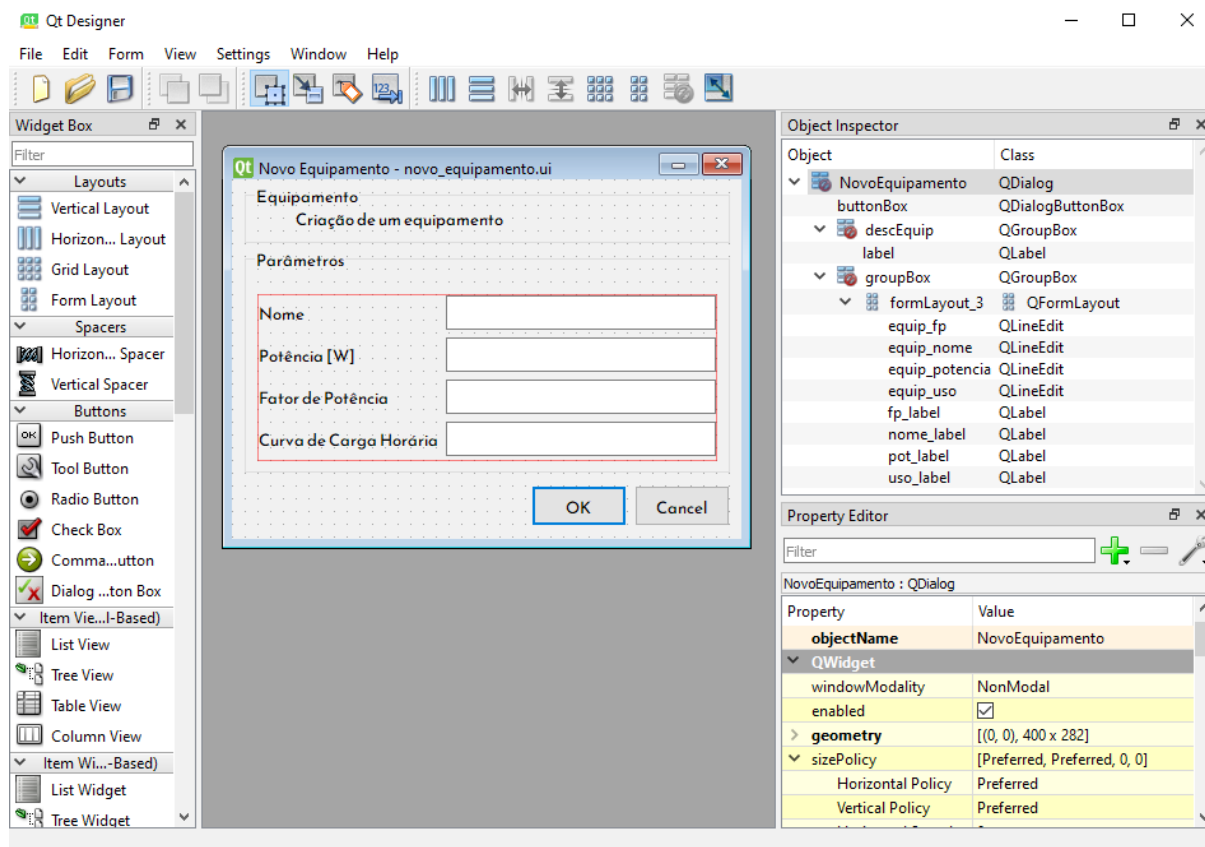 Qt Designer
File Edit Form View Settings Window Help
Widget Box
Filter
Layouts
Vertical Layout
Horizon... Layout
Grid Layout
Form Layout
Spacers
Horizon... Spacer
Vertical Spacer
Buttons
Push Button
Tool Button
Radio Button
Check Box
Comma...utton
Dialog ...ton Box
Item Vie...l-Based)
List View
Tree View
Table View
Column View
Item Wi...-Based)
List Widget
Tree Widget
Novo Equipamento - novo_equipamento.ui
Equipamento
Criação de um equipamento
Parâmetros
Nome
Potência [W]
Fator de Potência
Curva de Carga Horária
OK Cancel
Object Inspector
Object Class
NovoEquipamento QDialog
buttonBox QDialogButtonBox
descEquip QGroupBox
label QLabel
groupBox QGroupBox
formLayout_3 QFormLayout
equip_fp QLineEdit
equip_nome QLineEdit
equip_potencia QLineEdit
equip_uso QLineEdit
fp_label QLabel
nome_label QLabel
pot_label QLabel
uso_label QLabel
Property Editor
Filter
NovoEquipamento : QDialog
Property Value
objectName NovoEquipamento
QWidget
windowModality NonModal
enabled
geometry [(0, 0), 400 x 282]
sizePolicy [Preferred, Preferred, 0, 0]
Horizontal Policy Preferred
Vertical Policy Preferred